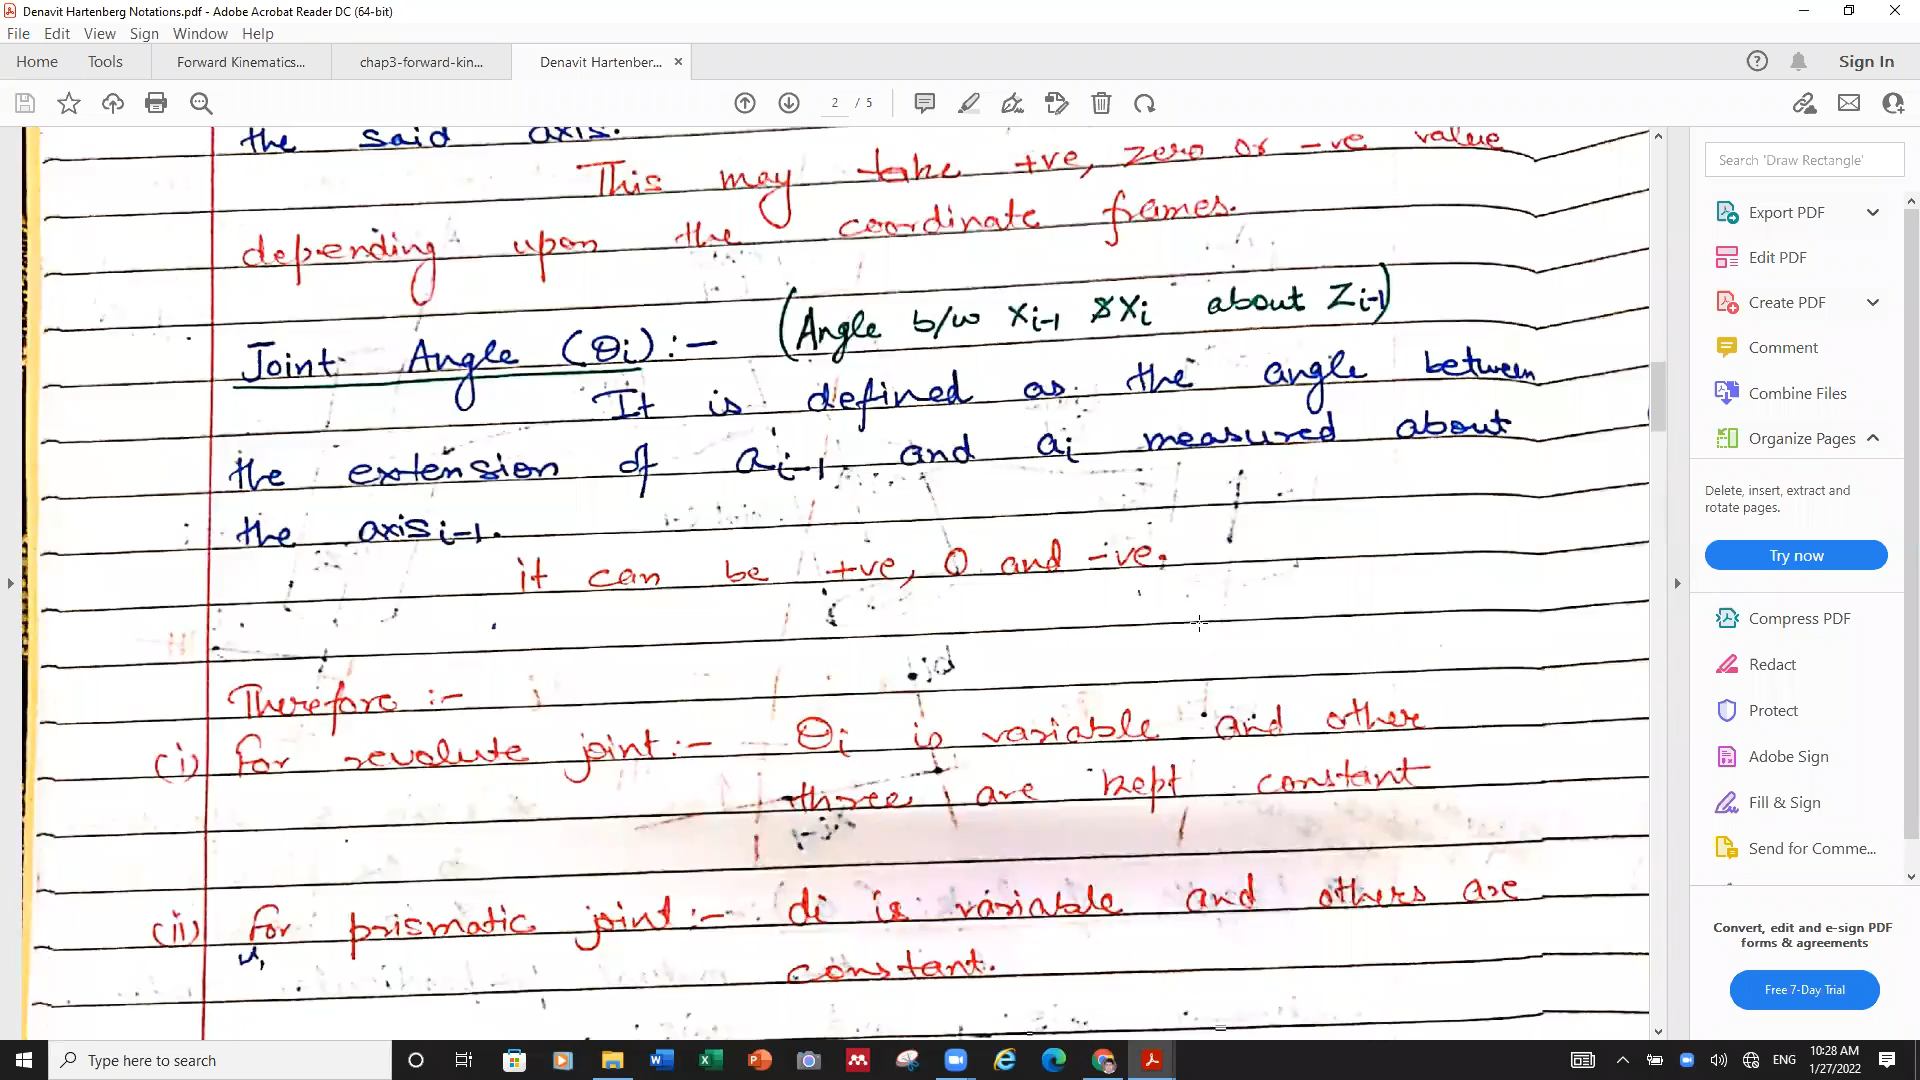 Denavit Hartenberg Notations.pdf - Adobe Acrobat Reader DC (64-bit)
File Edit View Sign Window Help
Home Tools Forward Kinematics... chap3-forward-kin... Denavit Hartenber... × Sign In
2 / 5
the said axis.
This may take +ve, zero or -ve value
depending upon the coordinate frames.
Joint Angle (θi) :- (Angle b/w Xi-1 & Xi about Zi-1)
It is defined as the angle between
the extension of ai-1 and ai measured about
the axis i-1.
it can be +ve, 0 and -ve.
Therefore :-
(i) For revolute joint :- θi is variable and other
three are kept constant
(ii) For prismatic joint :- di is variable and others are
constant.
Search 'Draw Rectangle'
Export PDF
Edit PDF
Create PDF
Comment
Combine Files
Organize Pages
Delete, insert, extract and
rotate pages.
Try now
Compress PDF
Redact
Protect
Adobe Sign
Fill & Sign
Send for Comme...
Convert, edit and e-sign PDF
forms & agreements
Free 7-Day Trial
Type here to search
ENG
10:28 AM
1/27/2022